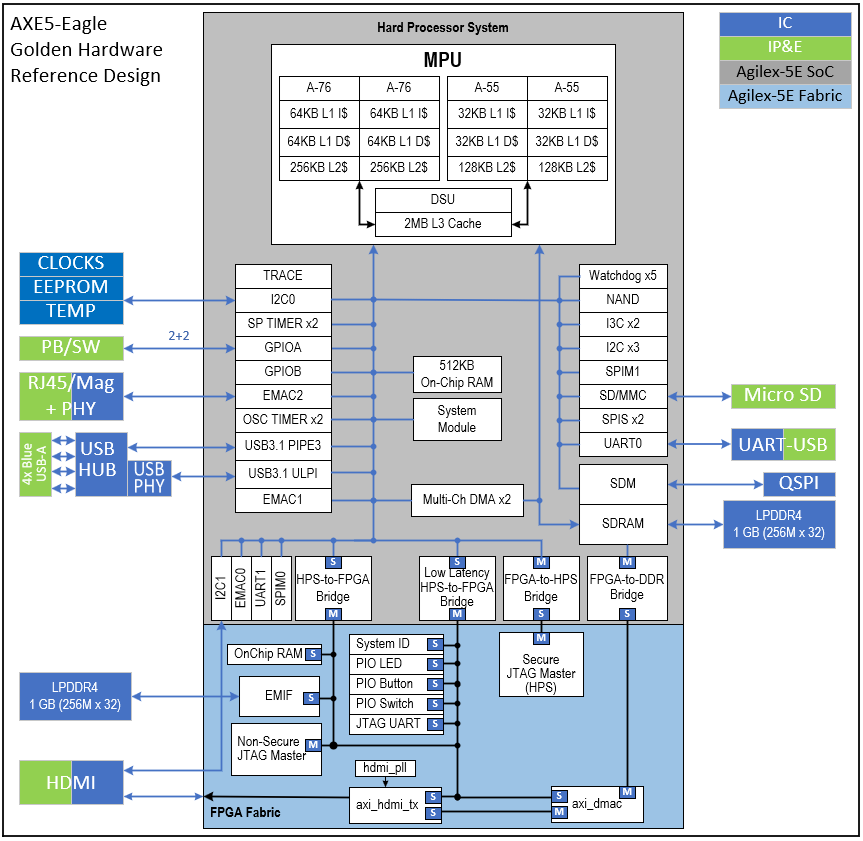 AXE5-Eagle
Golden Hardware
Reference Design
IC
IP&E
Agilex-5E SoC
Agilex-5E Fabric
Hard Processor System
MPU
A-76
A-76
A-55
A-55
64KB L1 I$
64KB L1 I$
32KB L1 I$
32KB L1 I$
64KB L1 D$
64KB L1 D$
32KB L1 D$
32KB L1 D$
256KB L2$
256KB L2$
128KB L2$
128KB L2$
DSU
2MB L3 Cache
CLOCKS
EEPROM
TEMP
2+2
PB/SW
RJ45/Mag
+ PHY
4x Blue
USB-A
USB
HUB
USB
PHY
TRACE
I2C0
SP TIMER x2
GPIOA
GPIOB
EMAC2
OSC TIMER x2
USB3.1 PIPE3
USB3.1 ULPI
EMAC1
512KB
On-Chip RAM
System
Module
Multi-Ch DMA x2
Watchdog x5
NAND
I3C x2
I2C x3
SPIM1
SD/MMC
SPIS x2
UART0
SDM
SDRAM
Micro SD
UART-USB
QSPI
LPDDR4
1 GB (256M x 32)
I2C1
EMAC0
UART1
SPIM0
S
HPS-to-FPGA
Bridge
M
S
Low Latency
HPS-to-FPGA
Bridge
M
M
FPGA-to-HPS
Bridge
S
FPGA-to-DDR
Bridge
S
OnChip RAM
S
EMIF
S
Non-Secure
JTAG Master
M
System ID
S
PIO LED
S
PIO Button
S
PIO Switch
S
JTAG UART
S
M
Secure
JTAG Master
(HPS)
LPDDR4
1 GB (256M x 32)
HDMI
hdmi_pll
axi_hdmi_tx
S
S
S
M
M
axi_dmac
FPGA Fabric